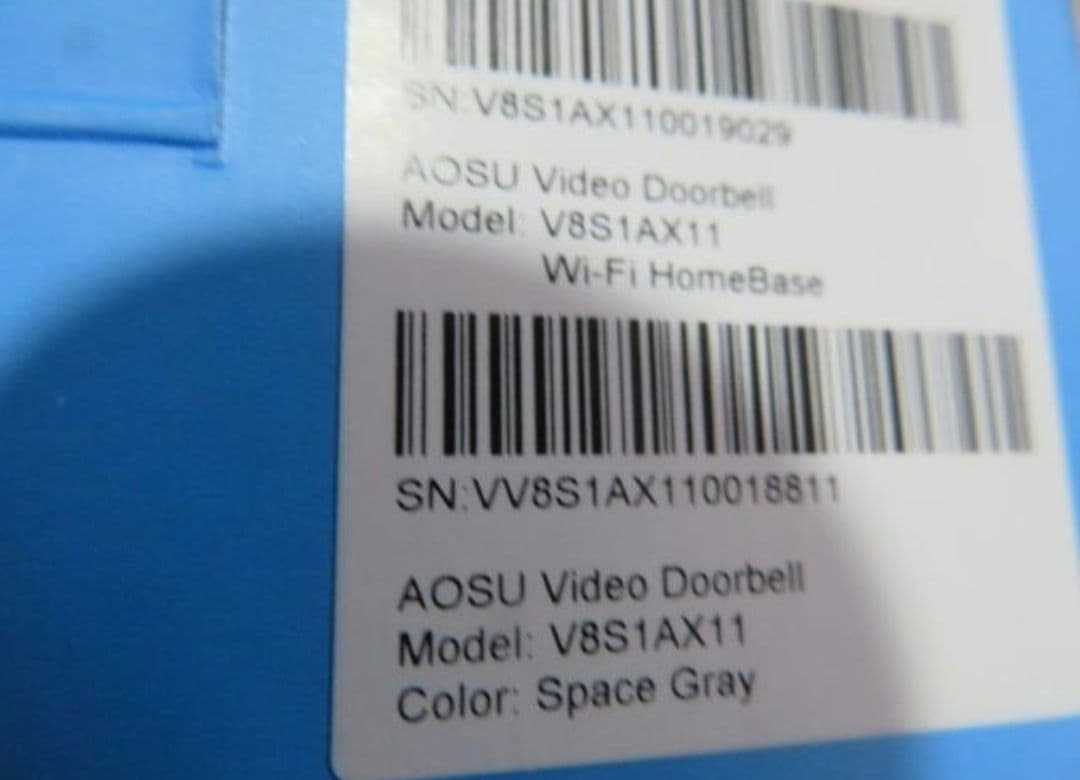 SN:V8S1AX110019029
AOSU Video Doorbell
Model: V8S1AX11
Wi-Fi HomeBase
SN:VV8S1AX110018811
AOSU Video Doorbell
Model: V8S1AX11
Color: Space Gray